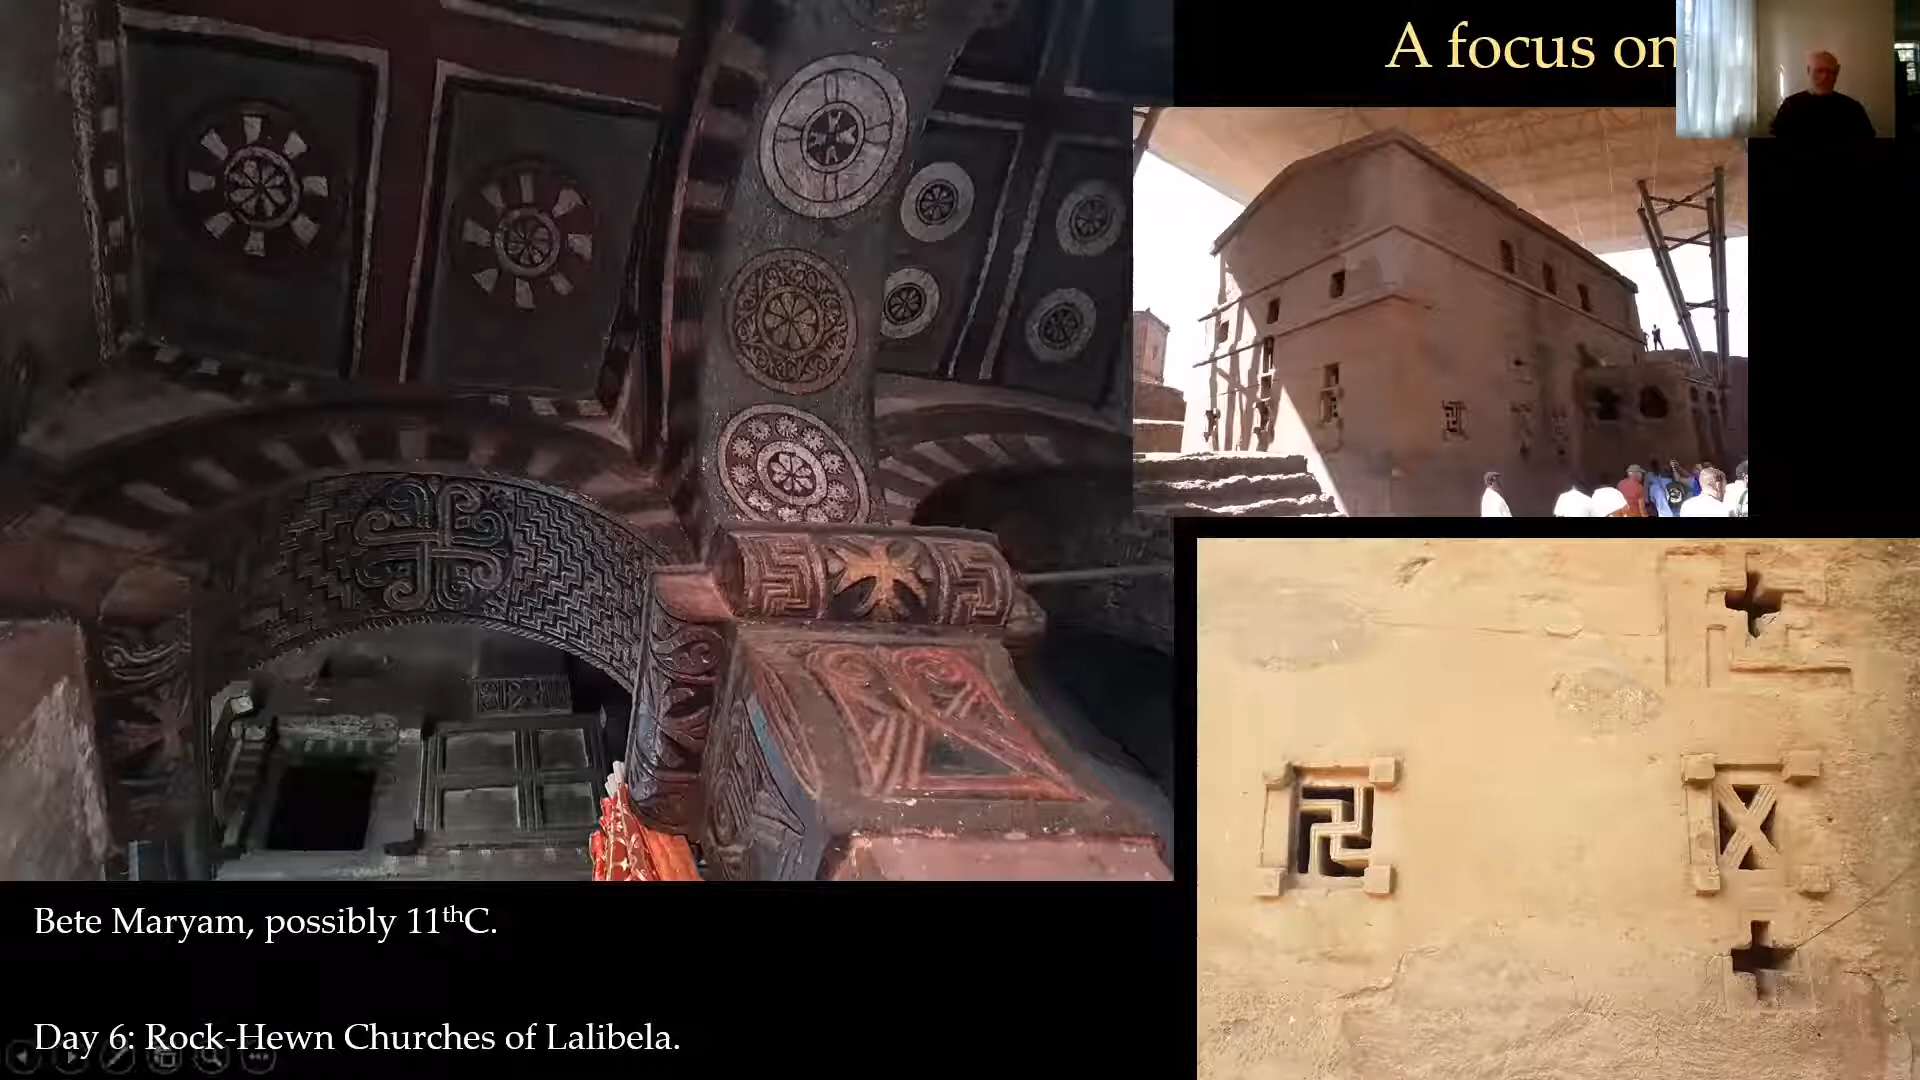 A focus on
Bete Maryam, possibly 11thC.
Day 6: Rock-Hewn Churches of Lalibela.